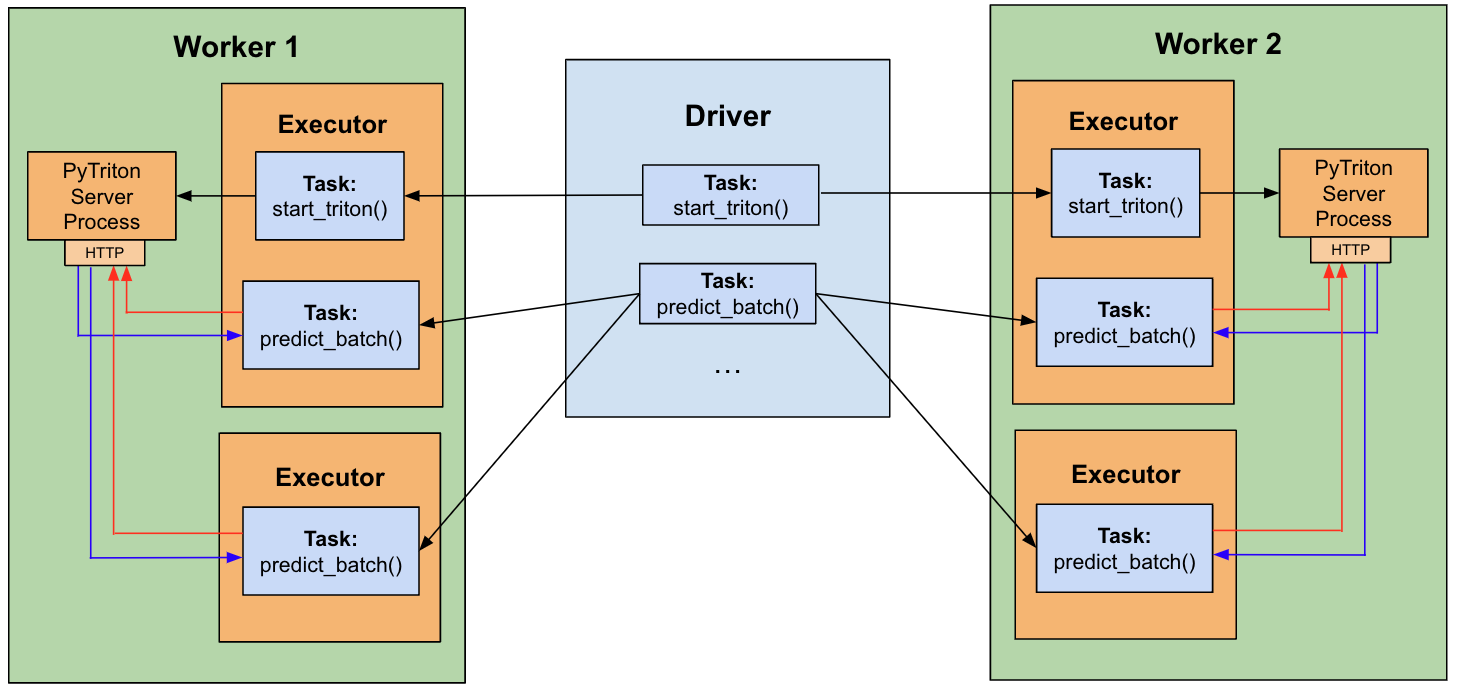 Worker 1
Executor
PyTriton
Server
Process
HTTP
Task:
start_triton()
Task:
predict_batch()
Executor
Task:
predict_batch()
Driver
Task:
start_triton()
Task:
predict_batch()
...
Worker 2
Executor
Task:
start_triton()
PyTriton
Server
Process
HTTP
Task:
predict_batch()
Executor
Task:
predict_batch()